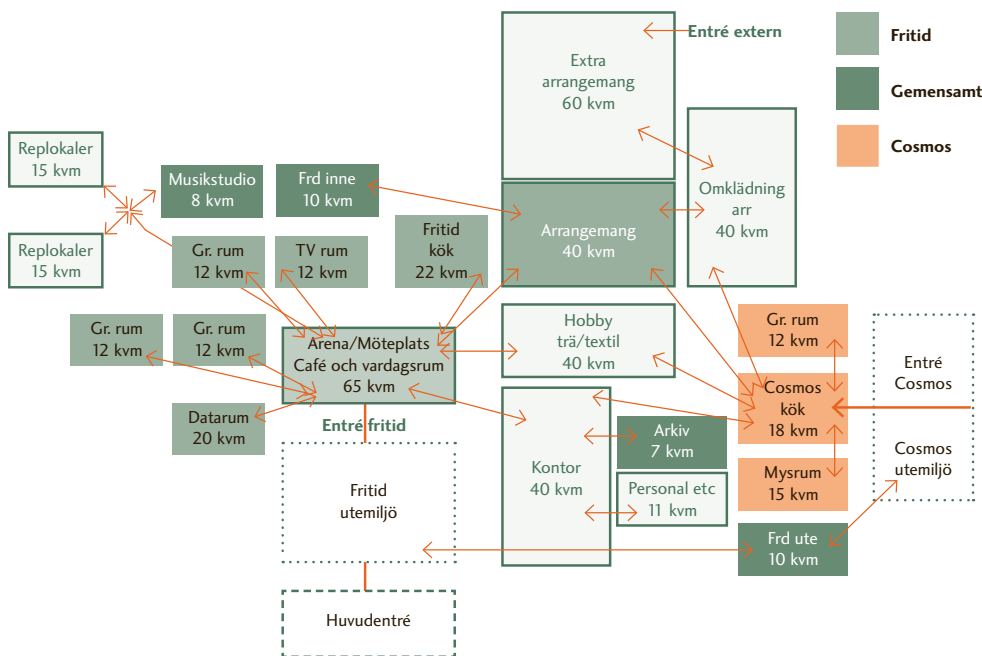 Entré extern
Fritid
Gemensamt
Cosmos
Extra
arrangemang
60 kvm
Replokaler
15 kvm
Musikstudio
8 kvm
Frd inne
10 kvm
Omklädning
arr
40 kvm
Arrangemang
40 kvm
Replokaler
15 kvm
Gr. rum
12 kvm
TV rum
12 kvm
Fritid
kök
22 kvm
Gr. rum
12 kvm
Gr. rum
12 kvm
Arena/Möteplats
Café och vardagsrum
65 kvm
Hobby
trä/textil
40 kvm
Gr. rum
12 kvm
Entré
Cosmos
Datarum
20 kvm
Entré fritid
Cosmos
kök
18 kvm
Arkiv
7 kvm
Kontor
40 kvm
Personal etc
11 kvm
Mysrum
15 kvm
Cosmos
utemiljö
Fritid
utemiljö
Frd ute
10 kvm
Huvudentré